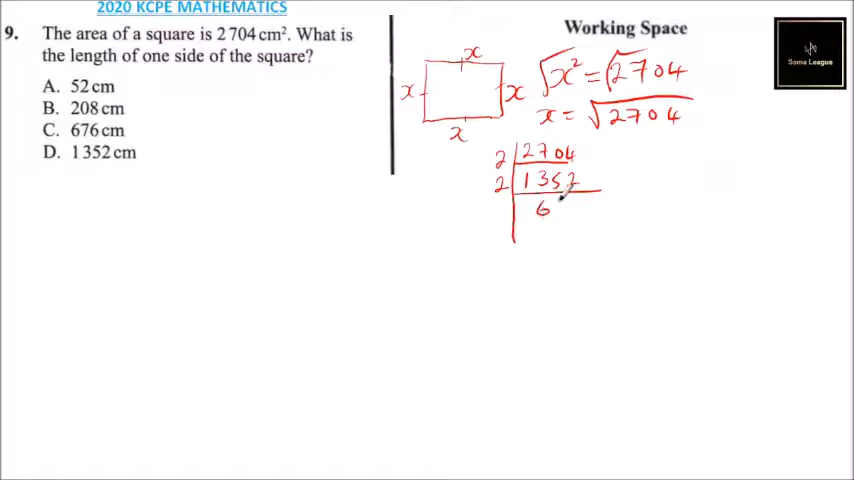 2020 KCPE MATHEMATICS
9. The area of a square is 2 704 cm². What is
the length of one side of the square?
A. 52 cm
B. 208 cm
C. 676 cm
D. 1 352 cm
Working Space
x
x
x
x
√x² = √2704
x = √2704
2 | 2704
2 | 1352
6
Soma League